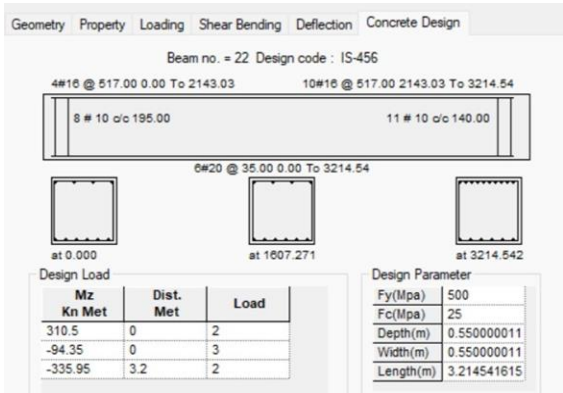 Geometry Property Loading Shear Bending Deflection Concrete Design
Beam no. = 22 Design code : IS-456
4#16 @ 517.00 0.00 To 2143.03 10#16 @ 517.00 2143.03 To 3214.54
8 # 10 c/c 195.00 11 # 10 c/c 140.00
6#20 @ 35.00 0.00 To 3214.54
at 0.000 at 1607.271 at 3214.542
Design Load Design Parameter
Mz Kn Met Dist. Met Load
310.5 0 2
-94.35 0 3
-335.95 3.2 2
Fy(Mpa) 500
Fc(Mpa) 25
Depth(m) 0.550000011
Width(m) 0.550000011
Length(m) 3.214541615